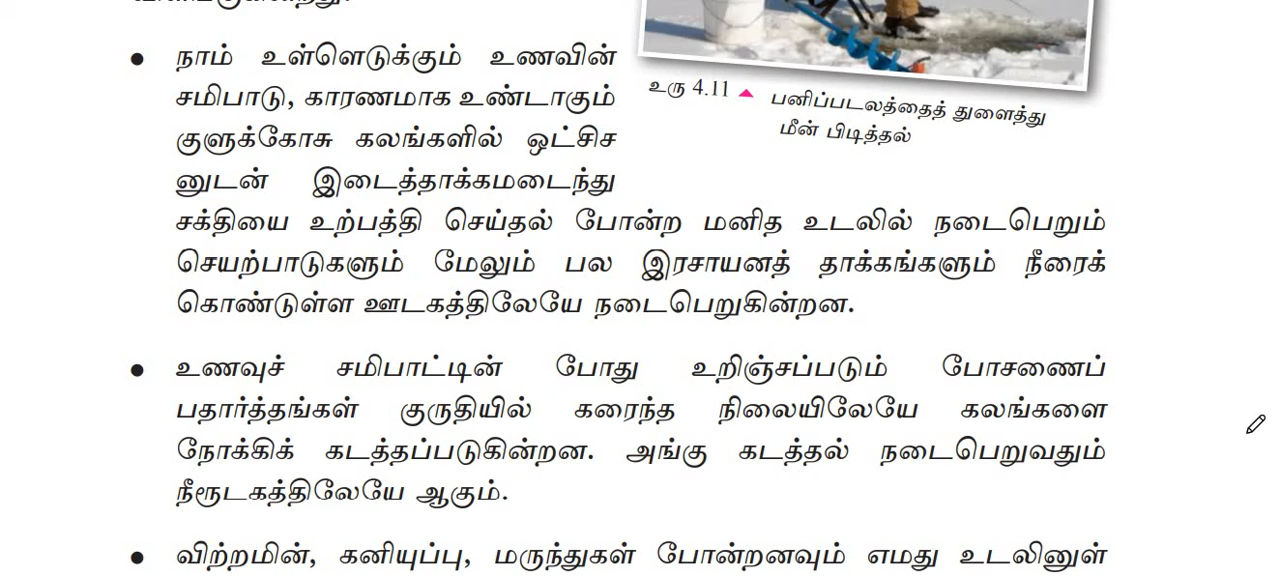 நாம் உள்ளெடுக்கும் உணவின்
சமிபாடு, காரணமாக உண்டாகும்
குளுக்கோசு கலங்களில் ஒட்சிச
னுடன் இடைத்தாக்கமடைந்து
சக்தியை உற்பத்தி செய்தல் போன்ற மனித உடலில் நடைபெறும்
செயற்பாடுகளும் மேலும் பல இரசாயனத் தாக்கங்களும் நீரைக்
கொண்டுள்ள ஊடகத்திலேயே நடைபெறுகின்றன.
உரு 4.11 பனிப்படலத்தைத் துளைத்து
மீன் பிடித்தல்
உணவுச் சமிபாட்டின் போது உறிஞ்சப்படும் போசணைப்
பதார்த்தங்கள் குருதியில் கரைந்த நிலையிலேயே கலங்களை
நோக்கிக் கடத்தப்படுகின்றன. அங்கு கடத்தல் நடைபெறுவதும்
நீரூடகத்திலேயே ஆகும்.
விற்றமின், கனியுப்பு, மருந்துகள் போன்றனவும் எமது உடலினுள்